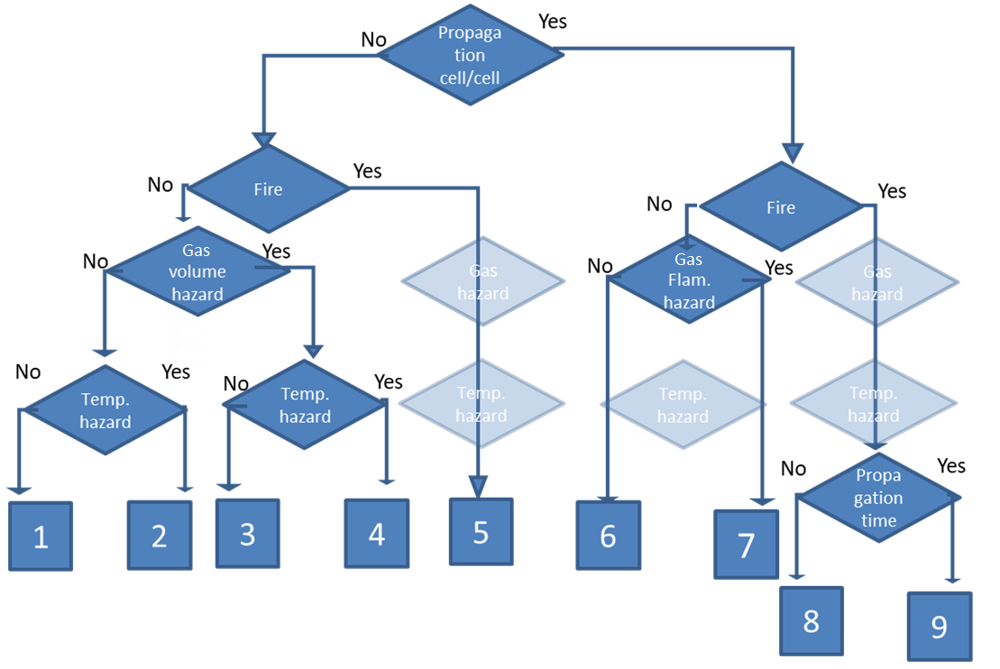 Propaga
tion
cell/cell
No
Yes
Fire
No
Yes
Fire
No
Yes
Gas
volume
hazard
No
Yes
Gas
hazard
Gas
Flam.
hazard
No
Yes
Gas
hazard
Temp.
hazard
No
Yes
Temp.
hazard
No
Yes
Temp.
hazard
Temp.
hazard
Temp.
hazard
Propa
gation
time
No
Yes
1
2
3
4
5
6
7
8
9